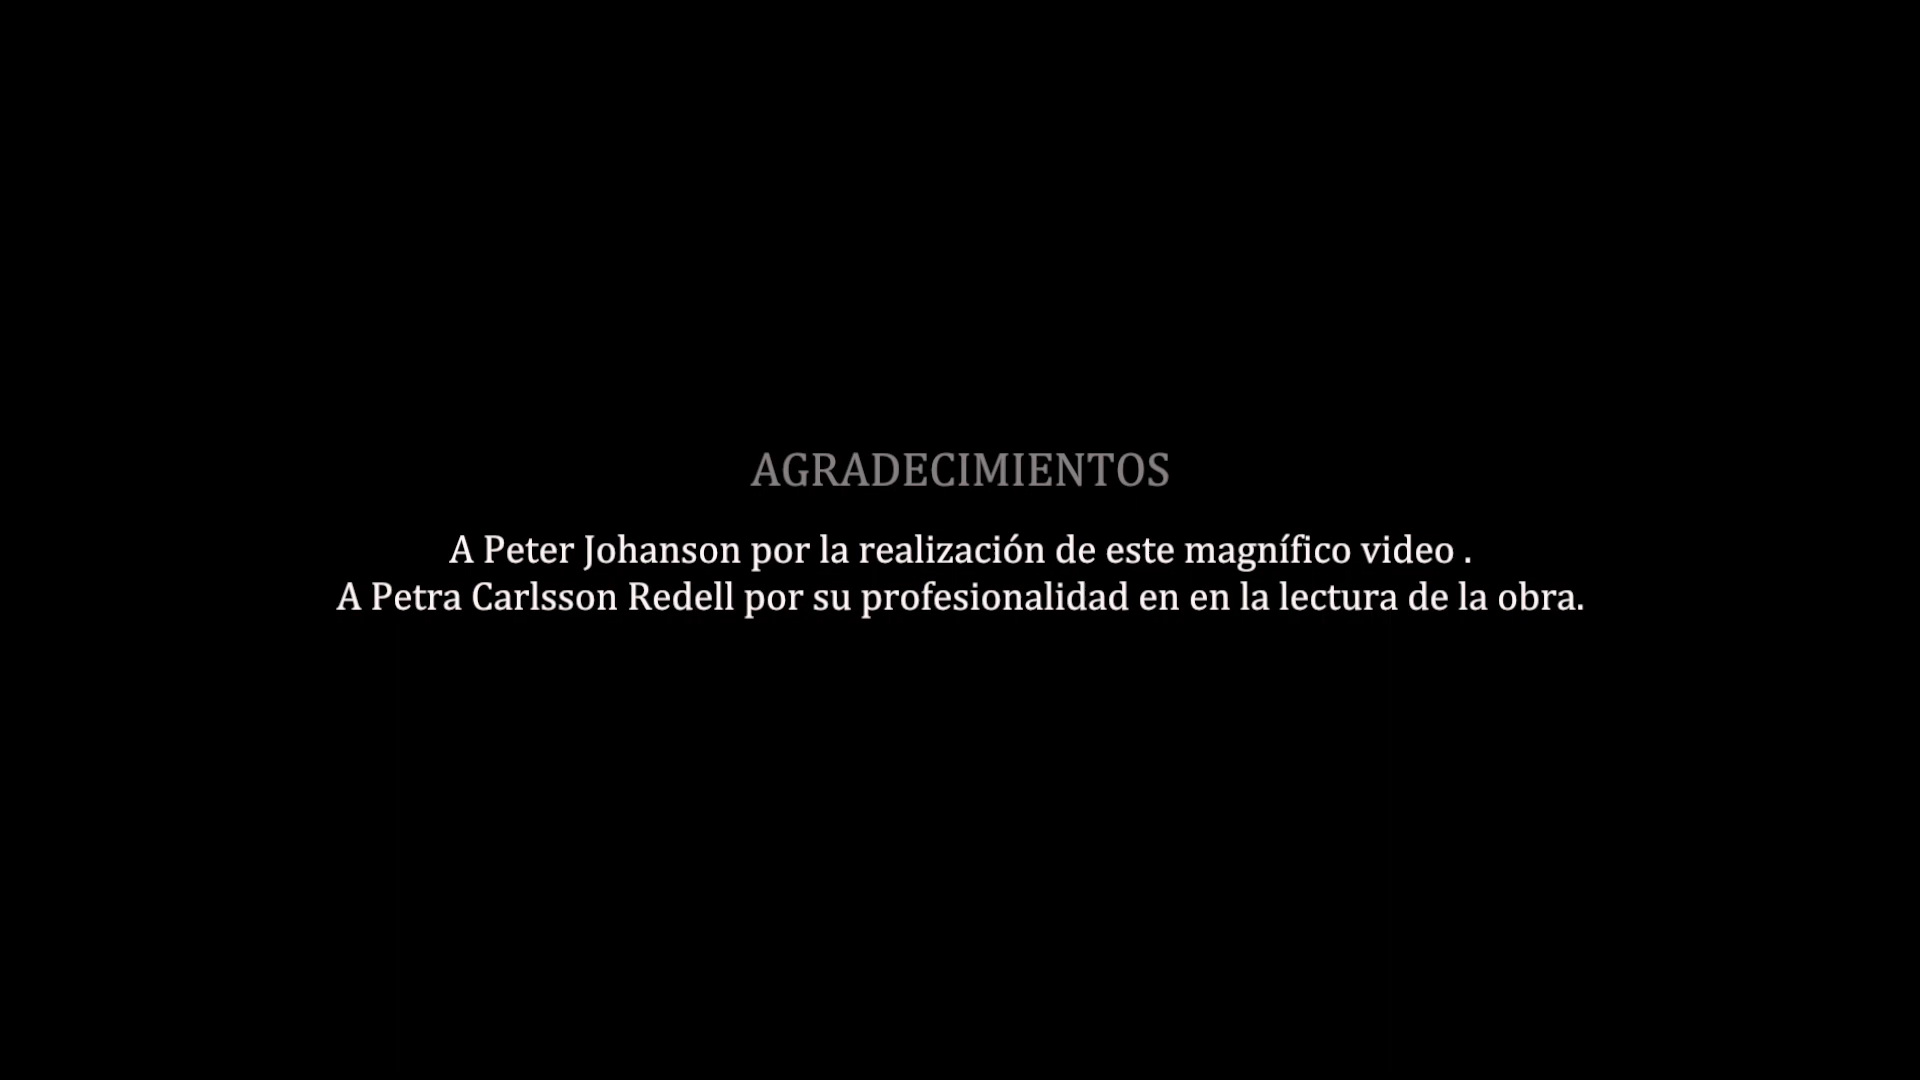 AGRADECIMIENTOS
A Peter Johanson por la realización de este magnífico video .
A Petra Carlsson Redell por su profesionalidad en en la lectura de la obra.